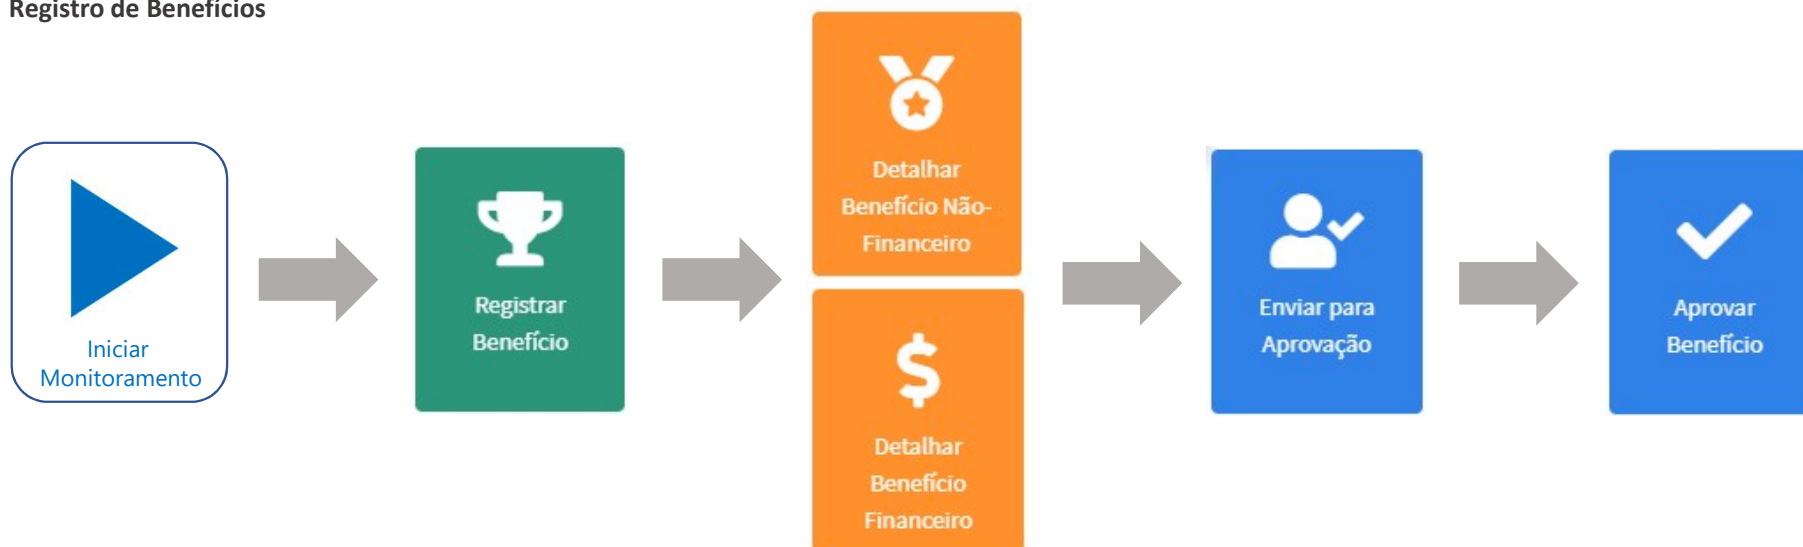 Registro de Benefícios
Iniciar
Monitoramento
Registrar
Benefício
Detalhar
Benefício Não-
Financeiro
Detalhar
Benefício
Financeiro
Enviar para
Aprovação
Aprovar
Benefício